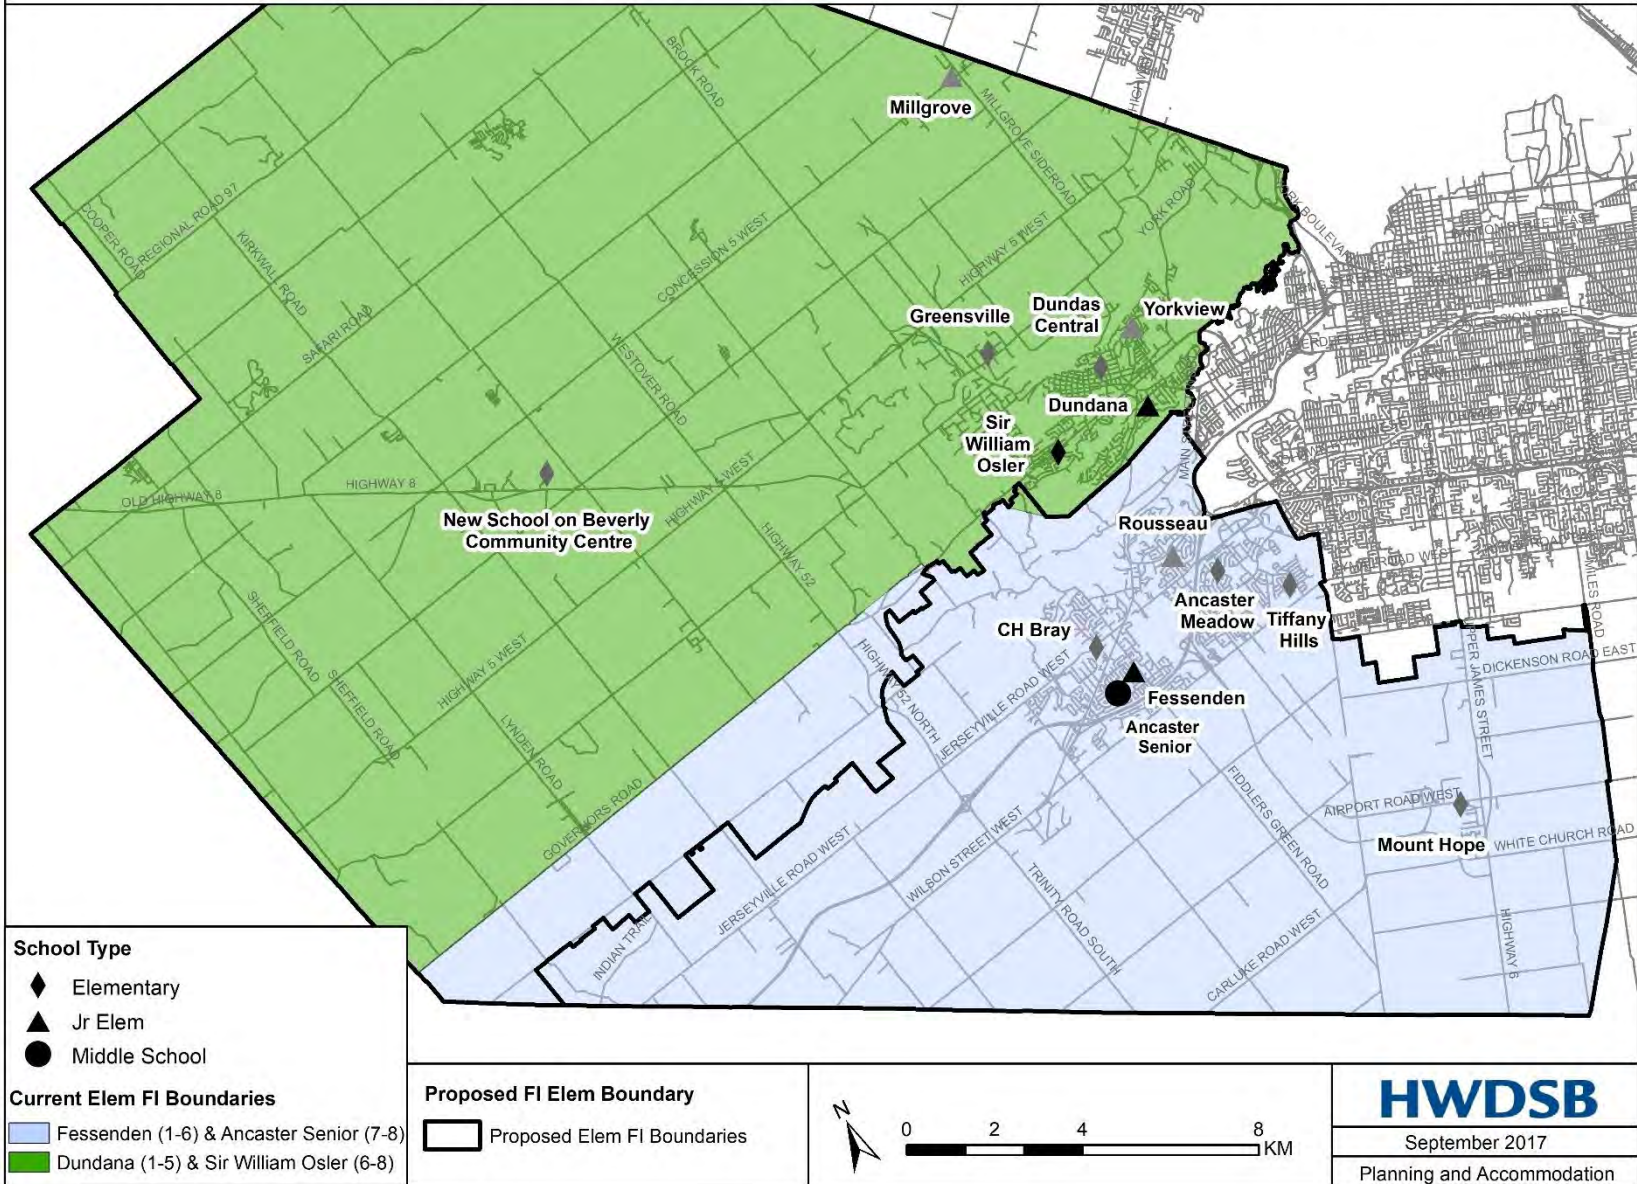 BROCK ROAD
Millgrove
MILLGROVE SIDEROAD
COOPER ROAD
REGIONAL ROAD 97
KIRKWALL ROAD
SAFARI ROAD
CONCESSION 5 WEST
HIGHWAY 5 WEST
YORK ROAD
WESTOVER ROAD
Greensville
Dundas
Central
Yorkview
Dundana
Sir
William
Osler
OLD HIGHWAY 8
HIGHWAY 8
New School on Beverly
Community Centre
HIGHWAY 5 WEST
HIGHWAY 52
Rousseau
Ancaster
Meadow
Tiffany
Hills
CH Bray
MILES ROAD
DICKENSON ROAD EAST
SHEFFIELD ROAD
SHEFFIELD ROAD
HIGHWAY 5 WEST
LYNDEN ROAD
GOVERNORS ROAD
HIGHWAY 52 NORTH
JERSEYVILLE ROAD WEST
Fessenden
Ancaster
Senior
UPPER JAMES STREET
FIDDLERS GREEN ROAD
AIRPORT ROAD WEST
Mount Hope
WHITE CHURCH ROAD
JERSEYVILLE ROAD WEST
WILSON STREET WEST
TRINITY ROAD SOUTH
CARLUKE ROAD WEST
HIGHWAY 6
INDIAN TRAIL
School Type
Elementary
Jr Elem
Middle School
Current Elem FI Boundaries
Fessenden (1-6) & Ancaster Senior (7-8)
Dundana (1-5) & Sir William Osler (6-8)
Proposed FI Elem Boundary
Proposed Elem FI Boundaries
N
0 2 4 8
KM
HWDSB
September 2017
Planning and Accommodation